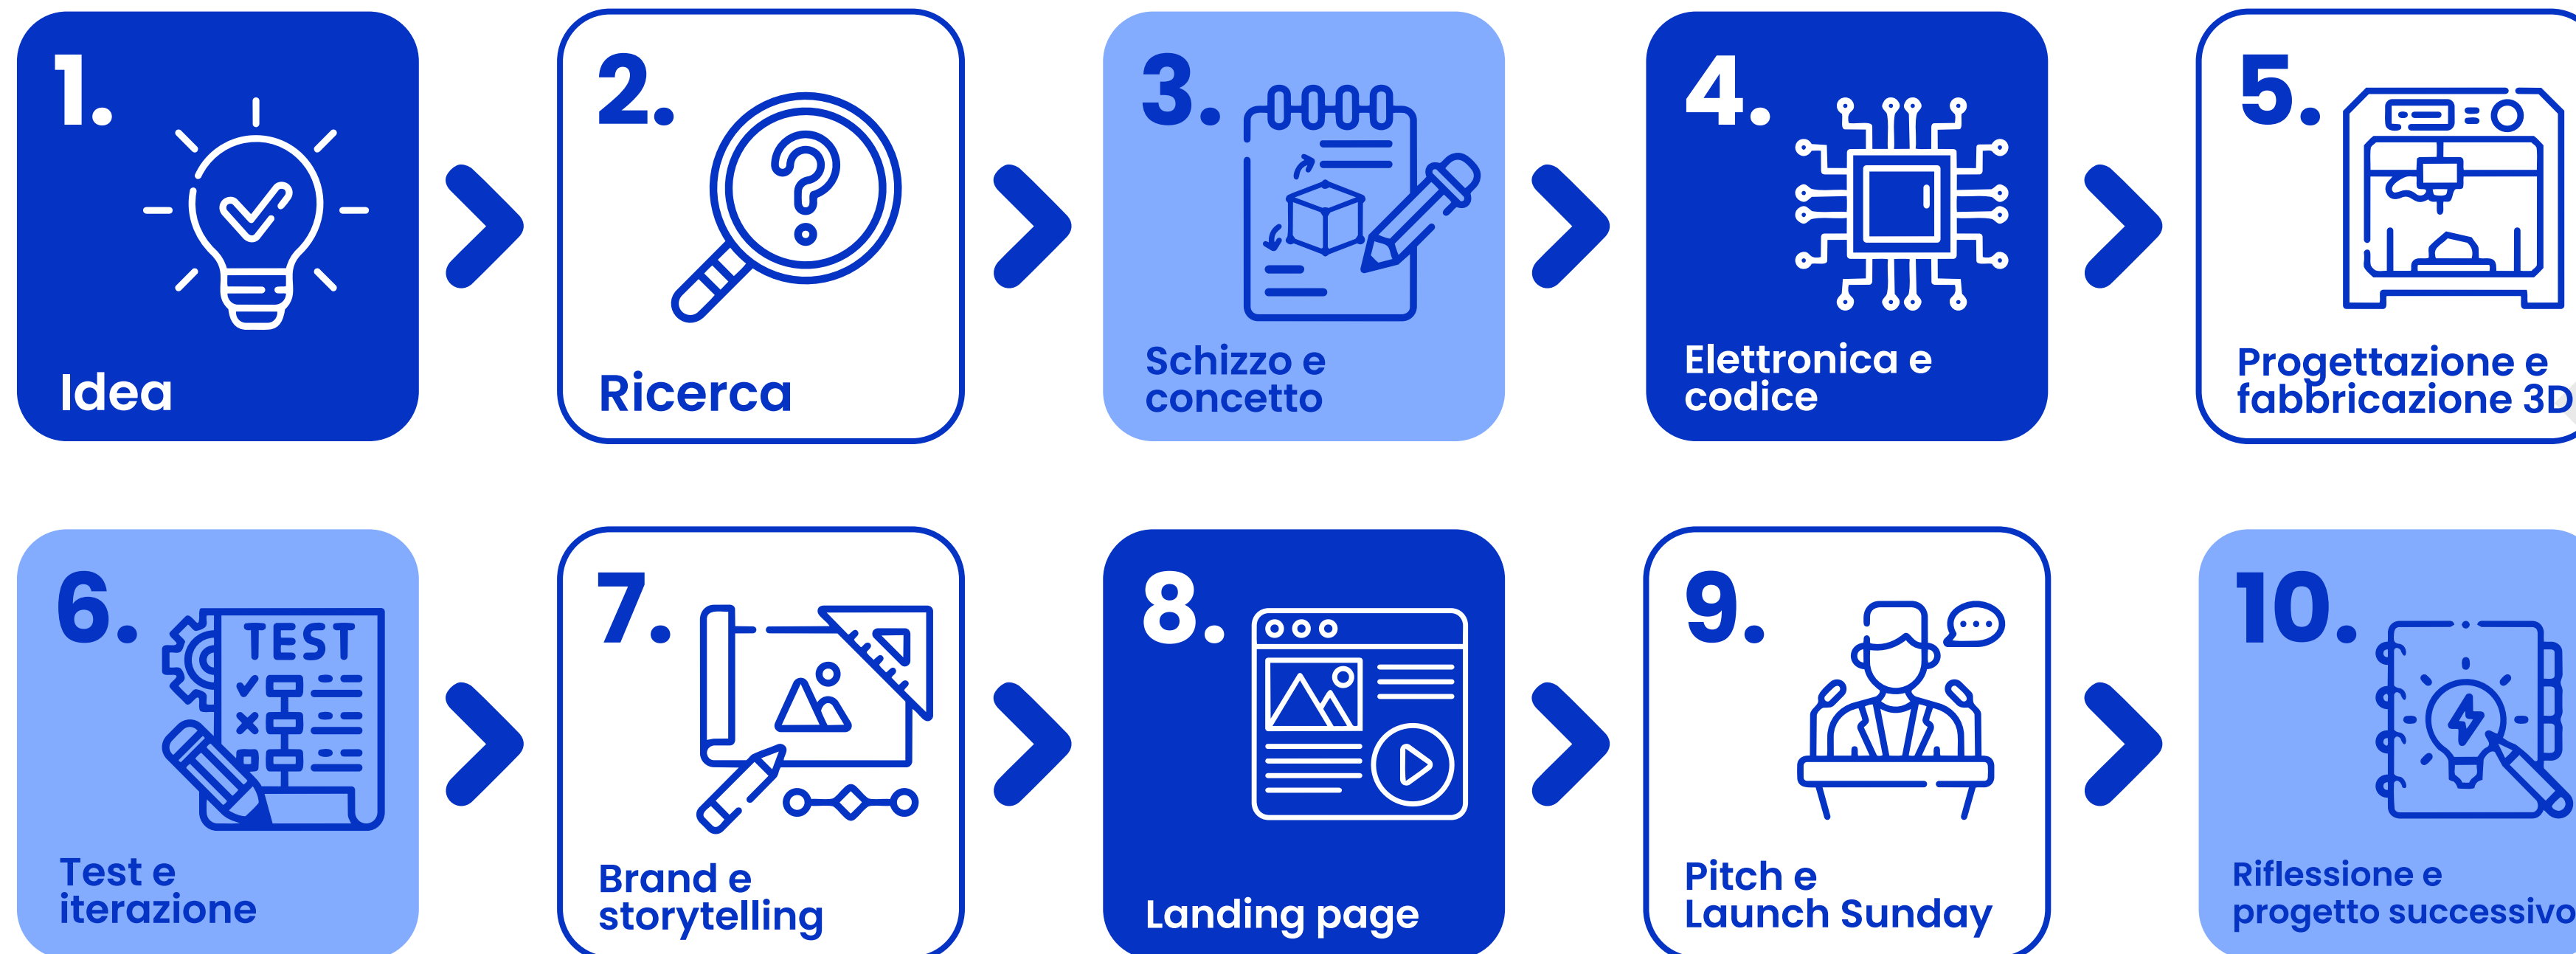 1.
Idea
2.
Ricerca
3.
Schizzo e
concetto
4.
Elettronica e
codice
5.
Progettazione e
fabbricazione 3D
6.
TEST
Test e
iterazione
7.
Brand e
storytelling
8.
Landing page
9.
Pitch e
Launch Sunday
10.
Riflessione e
progetto successivo